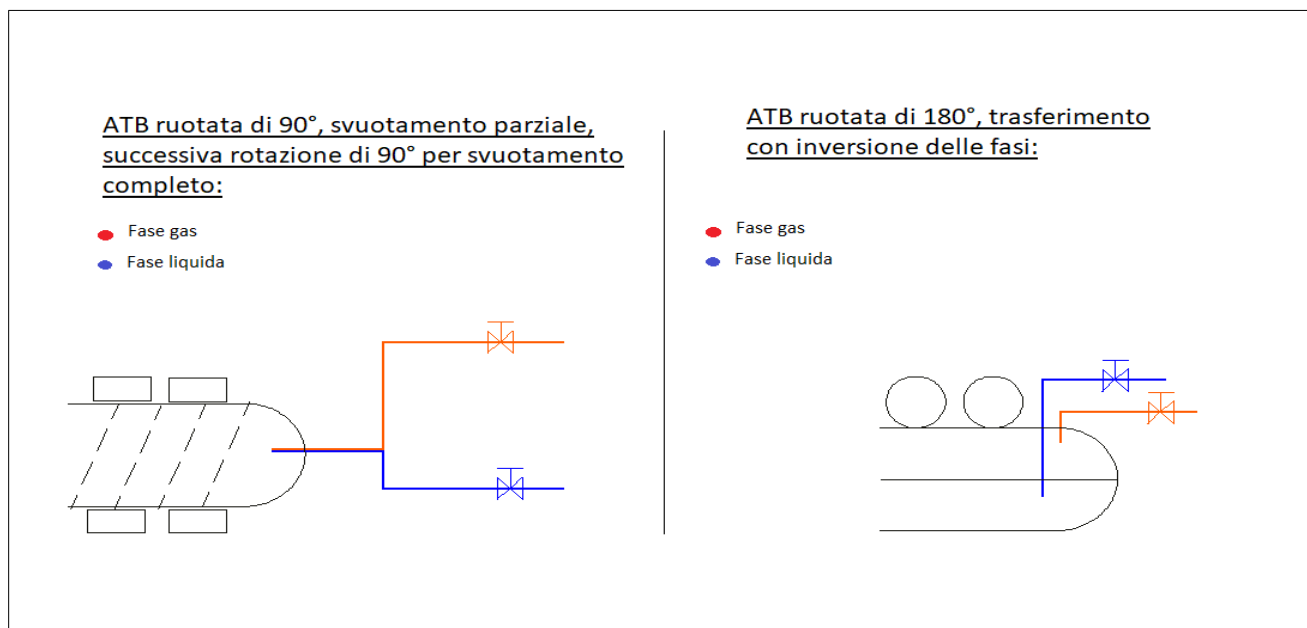 ATB ruotata di 90°, svuotamento parziale,
successiva rotazione di 90° per svuotamento
completo:
Fase gas
Fase liquida
ATB ruotata di 180°, trasferimento
con inversione delle fasi:
Fase gas
Fase liquida